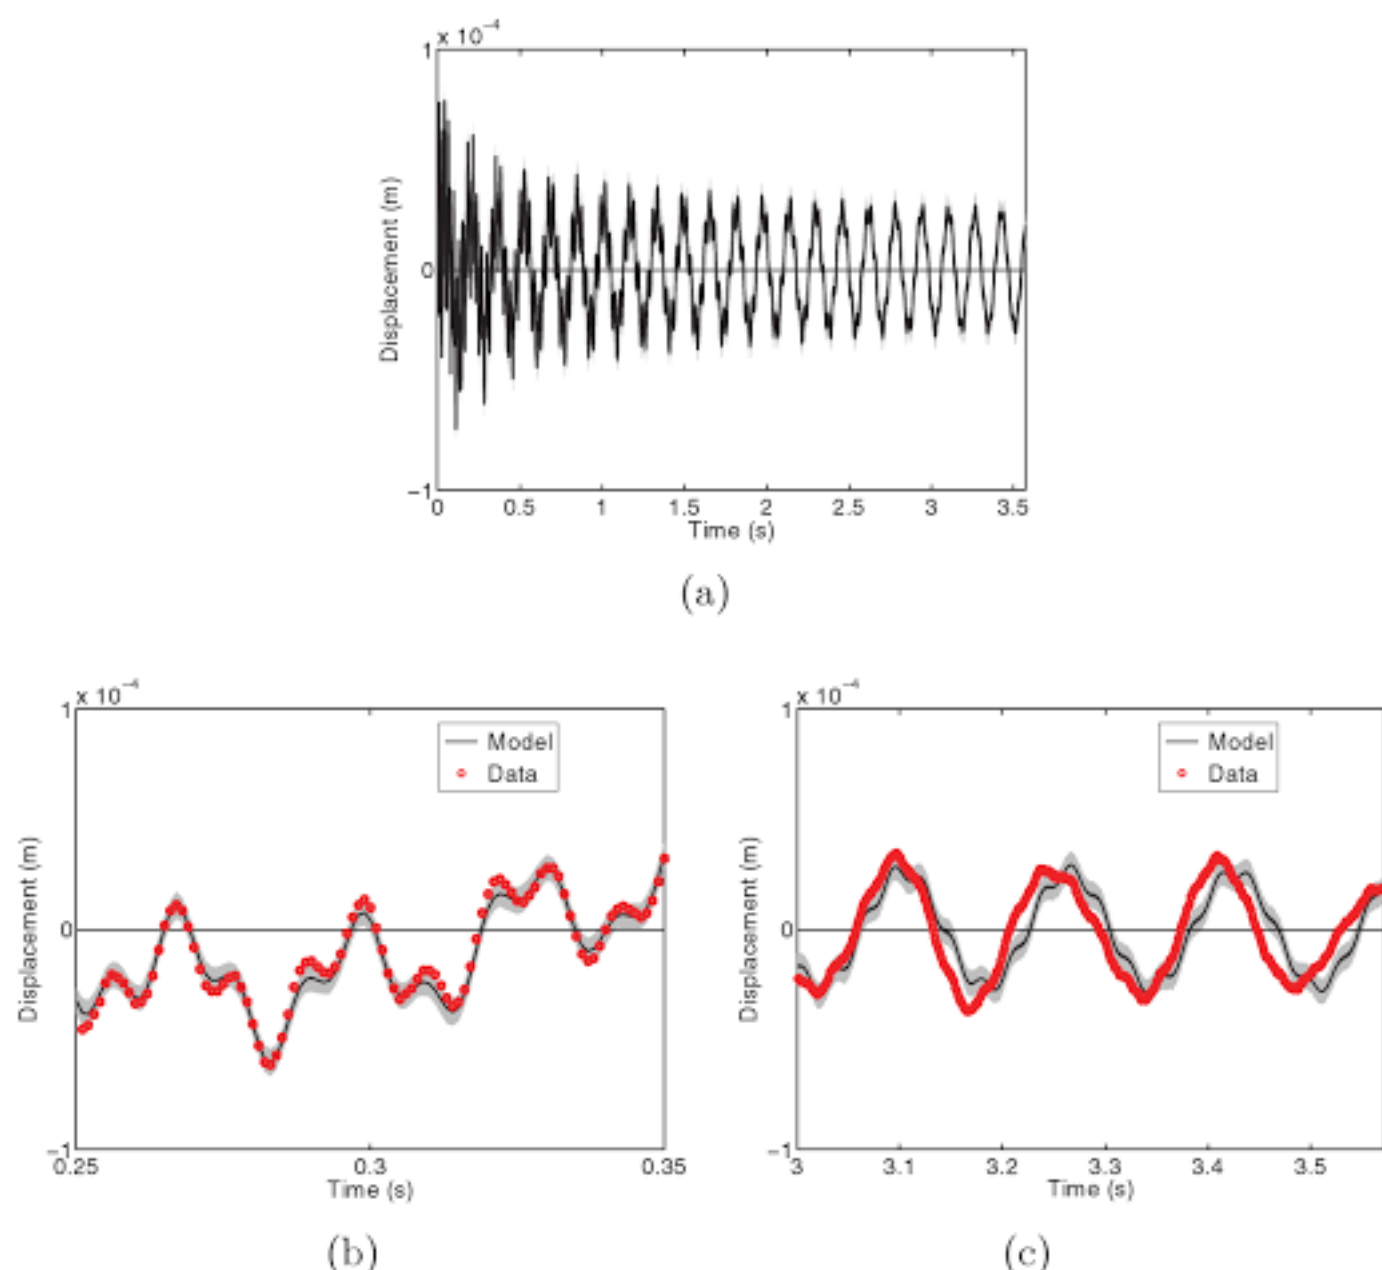 1 x 10⁻⁴
Displacement (m)
0
−1
0 0.5 1 1.5 2 2.5 3 3.5
Time (s)
(a)
1 x 10⁻⁴
Model
Data
Displacement (m)
0
−1
0.25 0.3 0.35
Time (s)
(b)
1 x 10⁻⁴
Model
Data
Displacement (m)
0
−1
3 3.1 3.2 3.3 3.4 3.5
Time (s)
(c)